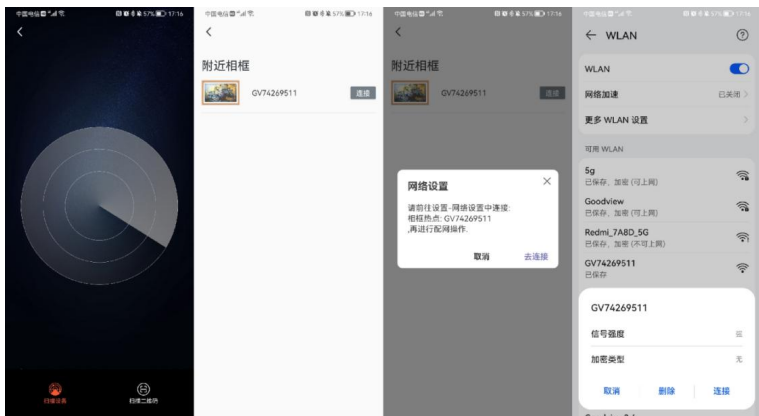 中国电信 57% 17:16
扫描设备
扫描二维码
中国电信 57% 17:16
附近相框
GV74269511
连接
中国电信 57% 17:16
附近相框
GV74269511
连接
网络设置
请前往设置-网络设置中连接:
相框热点: GV74269511
,再进行配网操作.
取消
去连接
中国电信 57% 17:16
WLAN
WLAN
网络加速
已关闭
更多 WLAN 设置
可用 WLAN
5g
已保存，加密 (可上网)
Goodview
已保存，加密 (可上网)
Redmi_7A8D_5G
已保存，加密 (不可上网)
GV74269511
已保存
GV74269511
信号强度
强
加密类型
无
取消
删除
连接